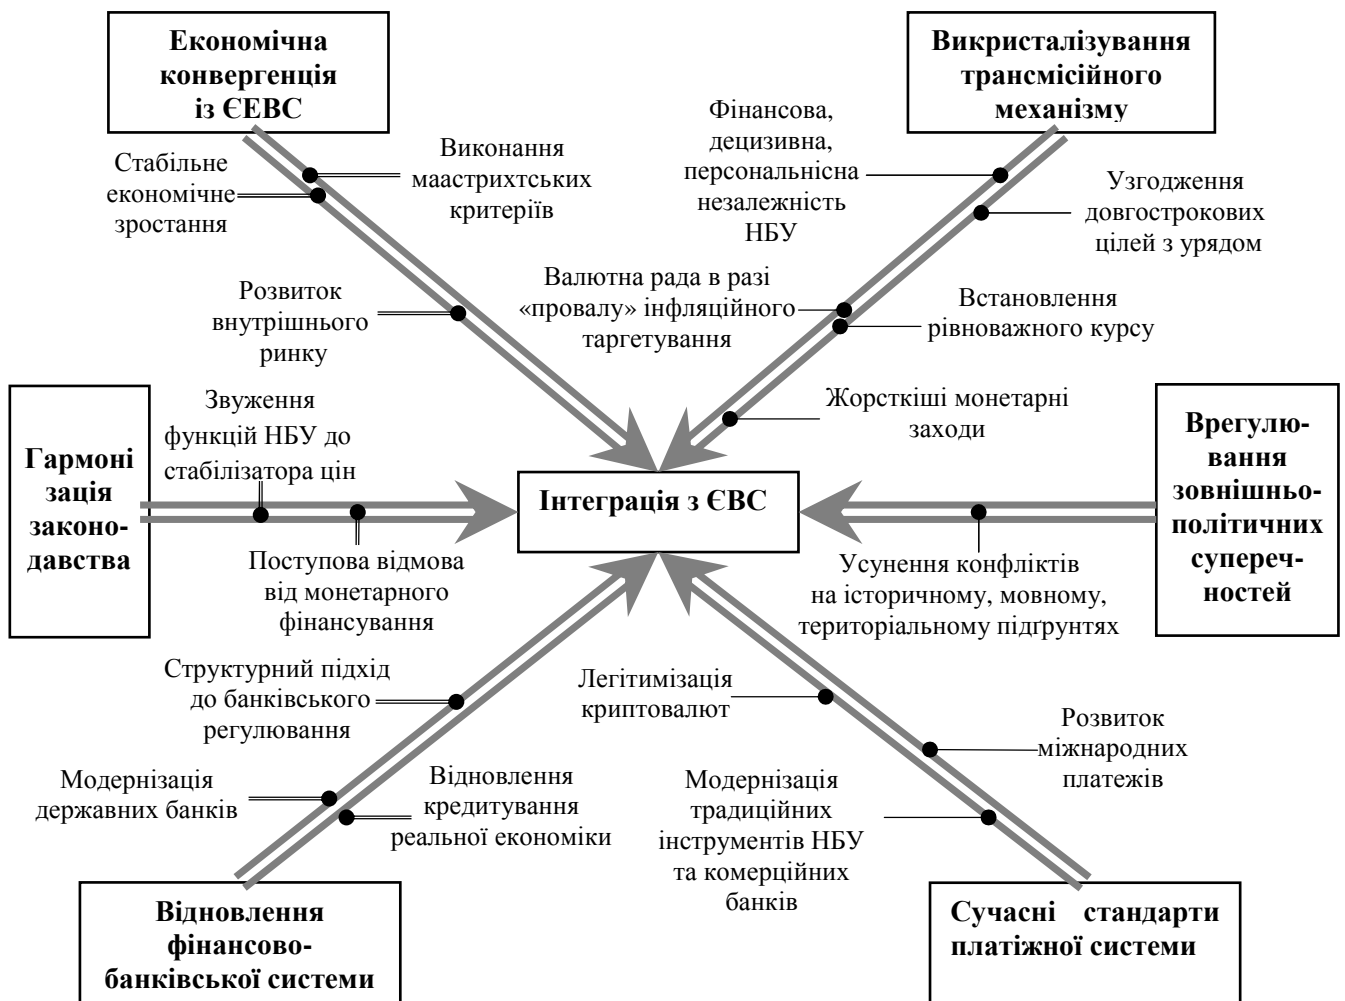 Економічна
конвергенція
із ЄЕВС
Викристалізування
трансмісійного
механізму
Стабільне
економічне
зростання
Виконання
маастрихтських
критеріїв
Фінансова,
децизивна,
персональнісна
незалежність
НБУ
Узгодження
довгострокових
цілей з урядом
Розвиток
внутрішнього
ринку
Валютна рада в разі
«провалу» інфляційного
таргетування
Встановлення
рівноважного курсу
Жорсткіші монетарні
заходи
Гармоні
зація
законо-
давства
Звуження
функцій НБУ до
стабілізатора цін
Поступова відмова
від монетарного
фінансування
Інтеграція з ЄВС
Врегулю-
вання
зовнішньо-
політичних
супереч-
ностей
Усунення конфліктів
на історичному, мовному,
територіальному підґрунтях
Структурний підхід
до банківського
регулювання
Модернізація
державних банків
Відновлення
кредитування
реальної економіки
Легітимізація
криптовалют
Розвиток
міжнародних
платежів
Модернізація
традиційних
інструментів НБУ
та комерційних
банків
Відновлення
фінансово-
банківської системи
Сучасні стандарти
платіжної системи